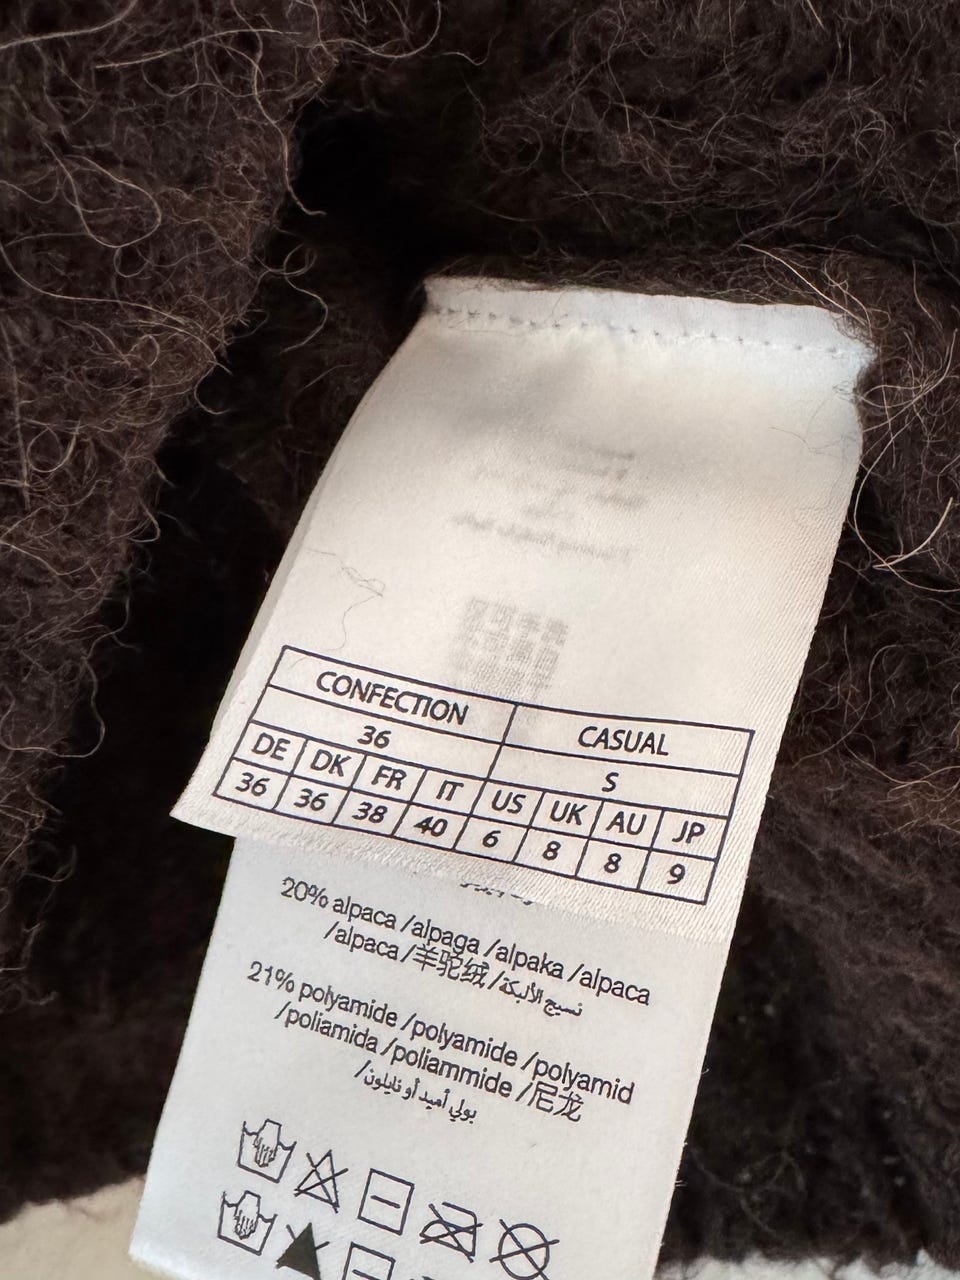 CONFECTION CASUAL
36 S
DE DK FR IT US UK AU JP
36 36 38 40 6 8 8 9
20% alpaca /alpaga /alpaka /alpaca
/alpaca/羊驼绒/نسيج الألبكة
21% polyamide /polyamide /polyamid
/poliamida /poliammide /尼龙
/بولي أميد أو نايلون